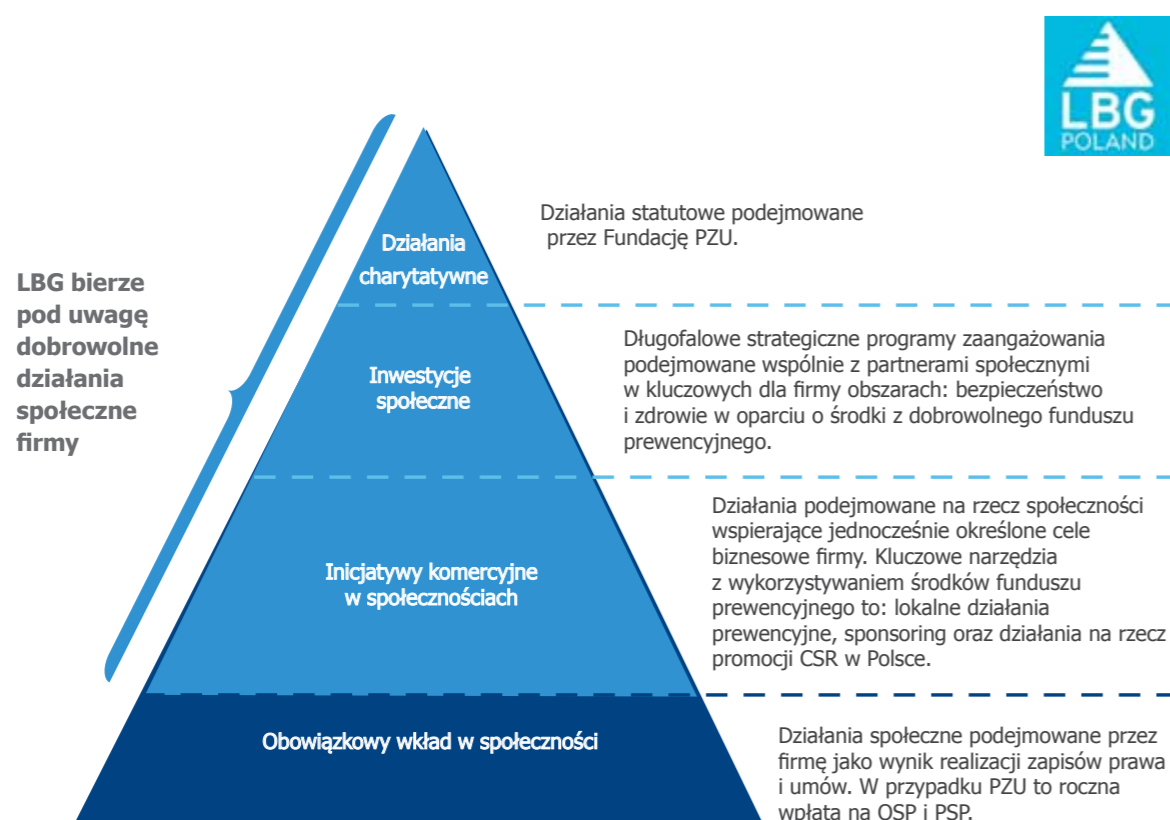 LBG
POLAND
Działania statutowe podejmowane
przez Fundację PZU.
Działania
charytatywne
LBG bierze
pod uwagę
dobrowolne
działania
społeczne
firmy
Długofalowe strategiczne programy zaangażowania
podejmowane wspólnie z partnerami społecznymi
w kluczowych dla firmy obszarach: bezpieczeństwo
i zdrowie w oparciu o środki z dobrowolnego funduszu
prewencyjnego.
Inwestycje
społeczne
Działania podejmowane na rzecz społeczności
wspierające jednocześnie określone cele
biznesowe firmy. Kluczowe narzędzia
z wykorzystywaniem środków funduszu
prewencyjnego to: lokalne działania
prewencyjne, sponsoring oraz działania na rzecz
promocji CSR w Polsce.
Inicjatywy komercyjne
w społecznościach
Obowiązkowy wkład w społeczności
Działania społeczne podejmowane przez
firmę jako wynik realizacji zapisów prawa
i umów. W przypadku PZU to roczna
wpłata na OSP i PSP.